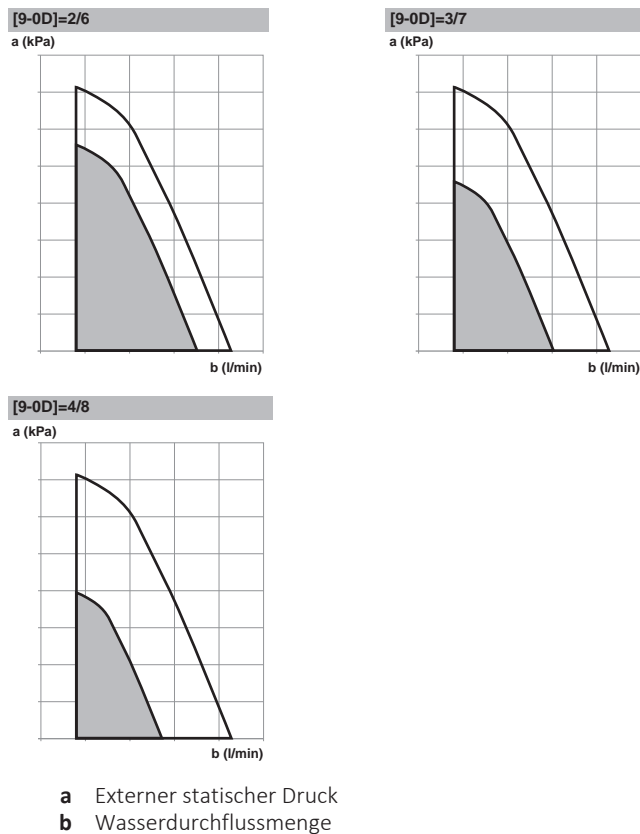 [9-0D]=2/6
a (kPa)
b (l/min)
[9-0D]=3/7
a (kPa)
b (l/min)
[9-0D]=4/8
a (kPa)
b (l/min)
a Externer statischer Druck
b Wasserdurchflussmenge